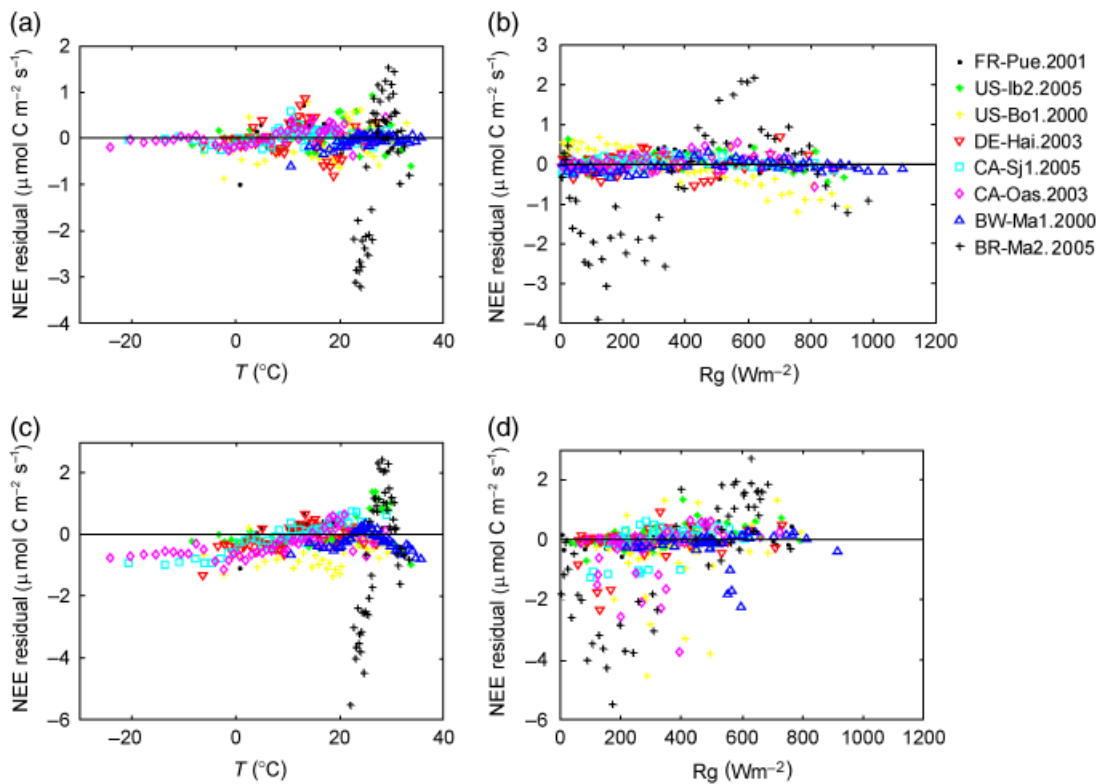 (a)
2
1
0
–1
–2
–3
–4
NEE residual (μ mol C m⁻² s⁻¹)
–20
0
20
40
T (°C)
(b)
3
2
1
0
–1
–2
–3
–4
NEE residual (μ mol C m⁻² s⁻¹)
0
200
400
600
800
1000
1200
Rg (Wm⁻²)
FR-Pue.2001
US-Ib2.2005
US-Bo1.2000
DE-Hai.2003
CA-Sj1.2005
CA-Oas.2003
BW-Ma1.2000
BR-Ma2.2005
(c)
2
0
–2
–4
–6
NEE residual (μ mol C m⁻² s⁻¹)
–20
0
20
40
T (°C)
(d)
2
0
–2
–4
–6
NEE residual (μ mol C m⁻² s⁻¹)
0
200
400
600
800
1000
1200
Rg (Wm⁻²)